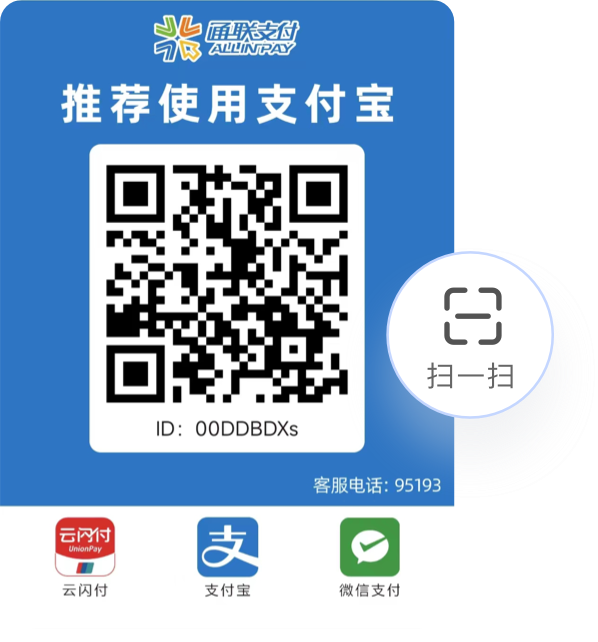 通联支付
ALLINPAY
推荐使用支付宝
ID：00DDBDXs
扫一扫
客服电话：95193
云闪付
UnionPay
支
云闪付
支付宝
微信支付